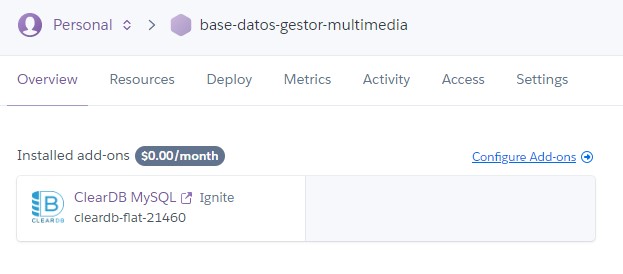 Personal base-datos-gestor-multimedia
Overview Resources Deploy Metrics Activity Access Settings
Installed add-ons $0.00/month Configure Add-ons
B ClearDB MySQL Ignite
CLEARDB cleardb-flat-21460